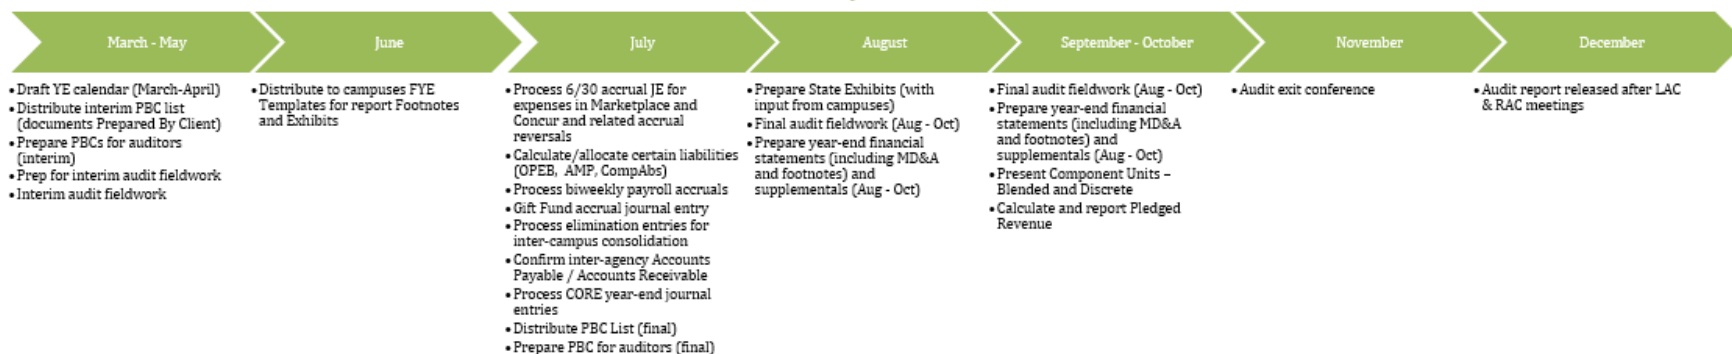 March - May
June
July
August
September - October
November
December
• Draft YE calendar (March-April)
• Distribute interim PBC list
(documents Prepared By Client)
• Prepare PBCs for auditors
(interim)
• Prep for interim audit fieldwork
• Interim audit fieldwork
• Distribute to campuses FYE
Templates for report Footnotes
and Exhibits
• Process 6/30 accrual JE for
expenses in Marketplace and
Concur and related accrual
reversals
• Calculate/allocate certain liabilities
(OPEB, AMP, CompAbs)
• Process biweekly payroll accruals
• Gift Fund accrual journal entry
• Process elimination entries for
inter-campus consolidation
• Confirm inter-agency Accounts
Payable / Accounts Receivable
• Process CORE year-end journal
entries
• Distribute PBC List (final)
• Prepare PBC for auditors (final)
• Prepare State Exhibits (with
input from campuses)
• Final audit fieldwork (Aug - Oct)
• Prepare year-end financial
statements (including MD&A
and footnotes) and
supplementals (Aug - Oct)
• Final audit fieldwork (Aug - Oct)
• Prepare year-end financial
statements (including MD&A
and footnotes) and
supplementals (Aug - Oct)
• Present Component Units –
Blended and Discrete
• Calculate and report Pledged
Revenue
• Audit exit conference
• Audit report released after LAC
& RAC meetings